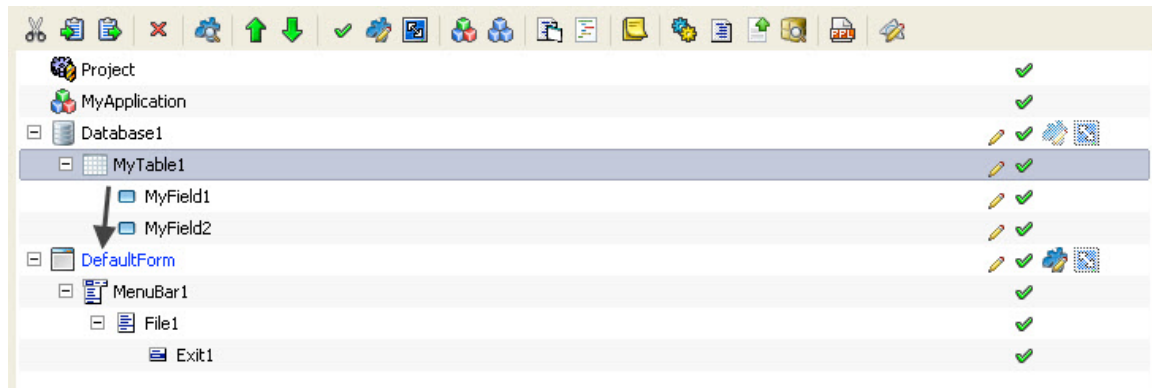 Project
MyApplication
Database1
MyTable1
MyField1
MyField2
DefaultForm
MenuBar1
File1
Exit1